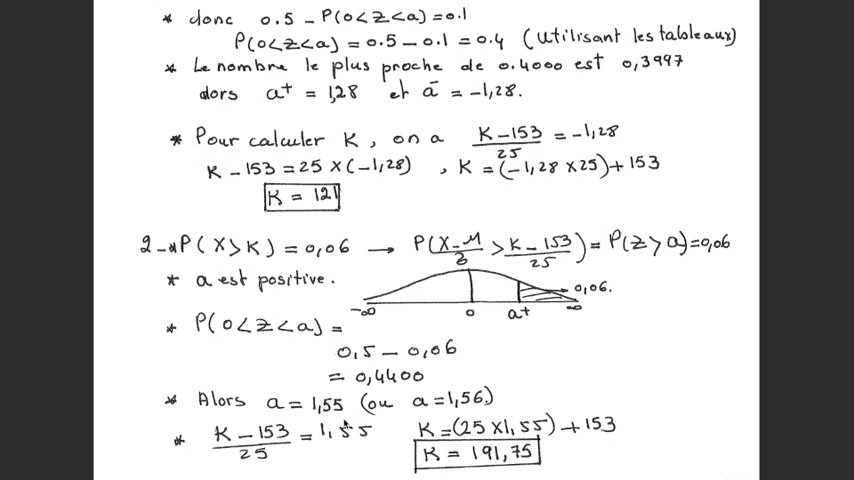 * donc 0.5 - P(0<Z<a) = 0.1
P(0<Z<a) = 0.5 - 0.1 = 0.4 (Utilisant les tableaux)
* Le nombre le plus proche de 0.4000 est 0,3997
alors a+ = 1,28 et a- = -1,28.
* Pour calculer K, on a (K-153)/25 = -1,28
K - 153 = 25 × (-1,28) , K = (-1,28 × 25) + 153
K = 121
2-*P(X>K) = 0,06 → P((X-M)/б > (K-153)/25) = P(Z>a) = 0,06
* a est positive.
0,06.
-∞ 0 a+ ∞
* P(0<Z<a) =
0,5 - 0,06
= 0,4400
* Alors a = 1,55 (ou a = 1,56)
* (K-153)/25 = 1,55 K = (25 × 1,55) + 153
K = 191,75